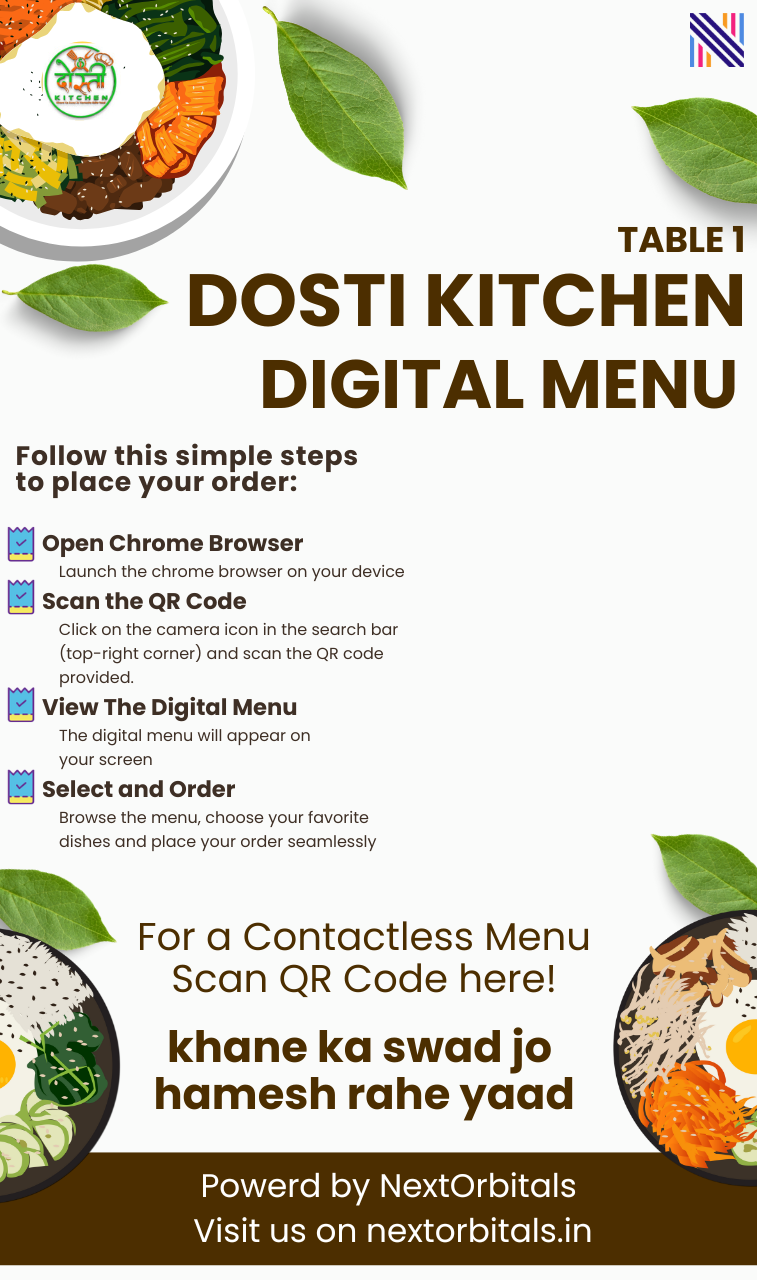 दोस्ती
KITCHEN
TABLE 1
DOSTI KITCHEN
DIGITAL MENU
Follow this simple steps
to place your order:
Open Chrome Browser
Launch the chrome browser on your device
Scan the QR Code
Click on the camera icon in the search bar
(top-right corner) and scan the QR code
provided.
View The Digital Menu
The digital menu will appear on
your screen
Select and Order
Browse the menu, choose your favorite
dishes and place your order seamlessly
For a Contactless Menu
Scan QR Code here!
khane ka swad jo
hamesh rahe yaad
Powerd by NextOrbitals
Visit us on nextorbitals.in